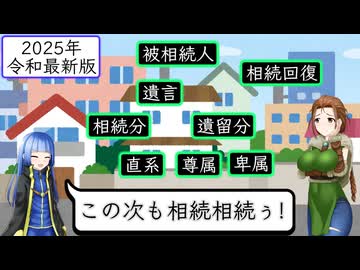 2025年
令和最新版
被相続人
相続回復
遺言
相続分
遺留分
直系
尊属
卑属
この次も相続相続ぅ!